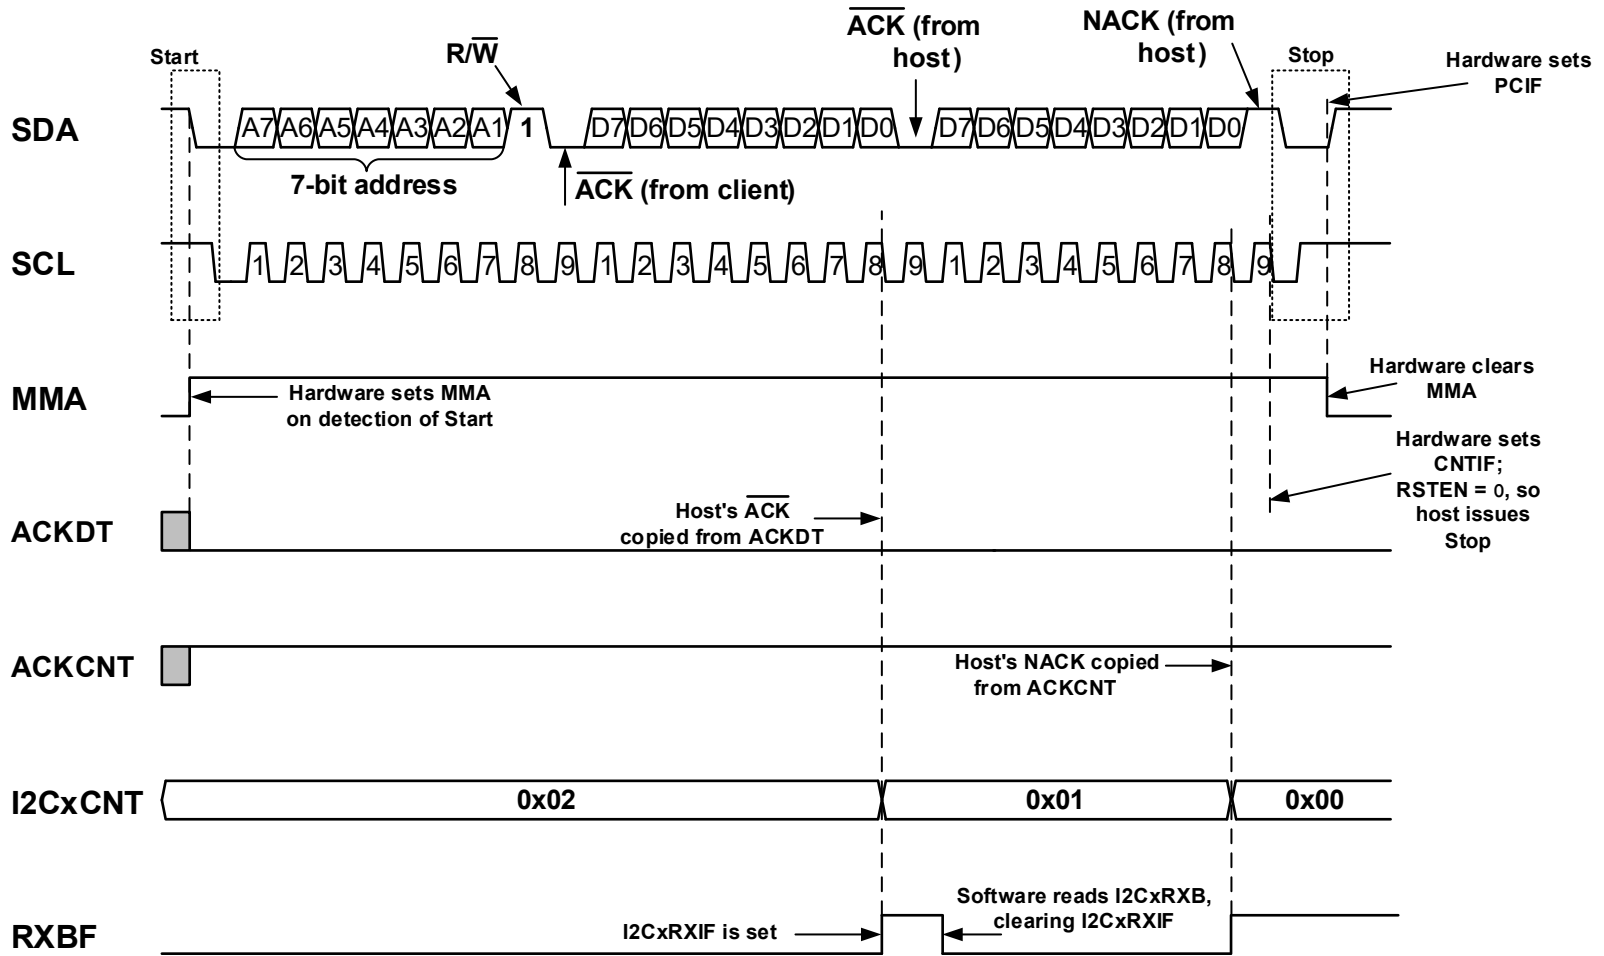 ACK (from
host)
NACK (from
host)
Start
R/W
Stop
Hardware sets
PCIF
SDA
A7 A6 A5 A4 A3 A2 A1 1 D7 D6 D5 D4 D3 D2 D1 D0 D7 D6 D5 D4 D3 D2 D1 D0
7-bit address
ACK (from client)
SCL
1 2 3 4 5 6 7 8 9 1 2 3 4 5 6 7 8 9 1 2 3 4 5 6 7 8 9
MMA
Hardware sets MMA
on detection of Start
Hardware clears
MMA
Hardware sets
CNTIF;
RSTEN = 0, so
host issues
Stop
ACKDT
Host's ACK
copied from ACKDT
ACKCNT
Host's NACK copied
from ACKCNT
I2CxCNT
0x02
0x01
0x00
RXBF
I2CxRXIF is set
Software reads I2CxRXB,
clearing I2CxRXIF